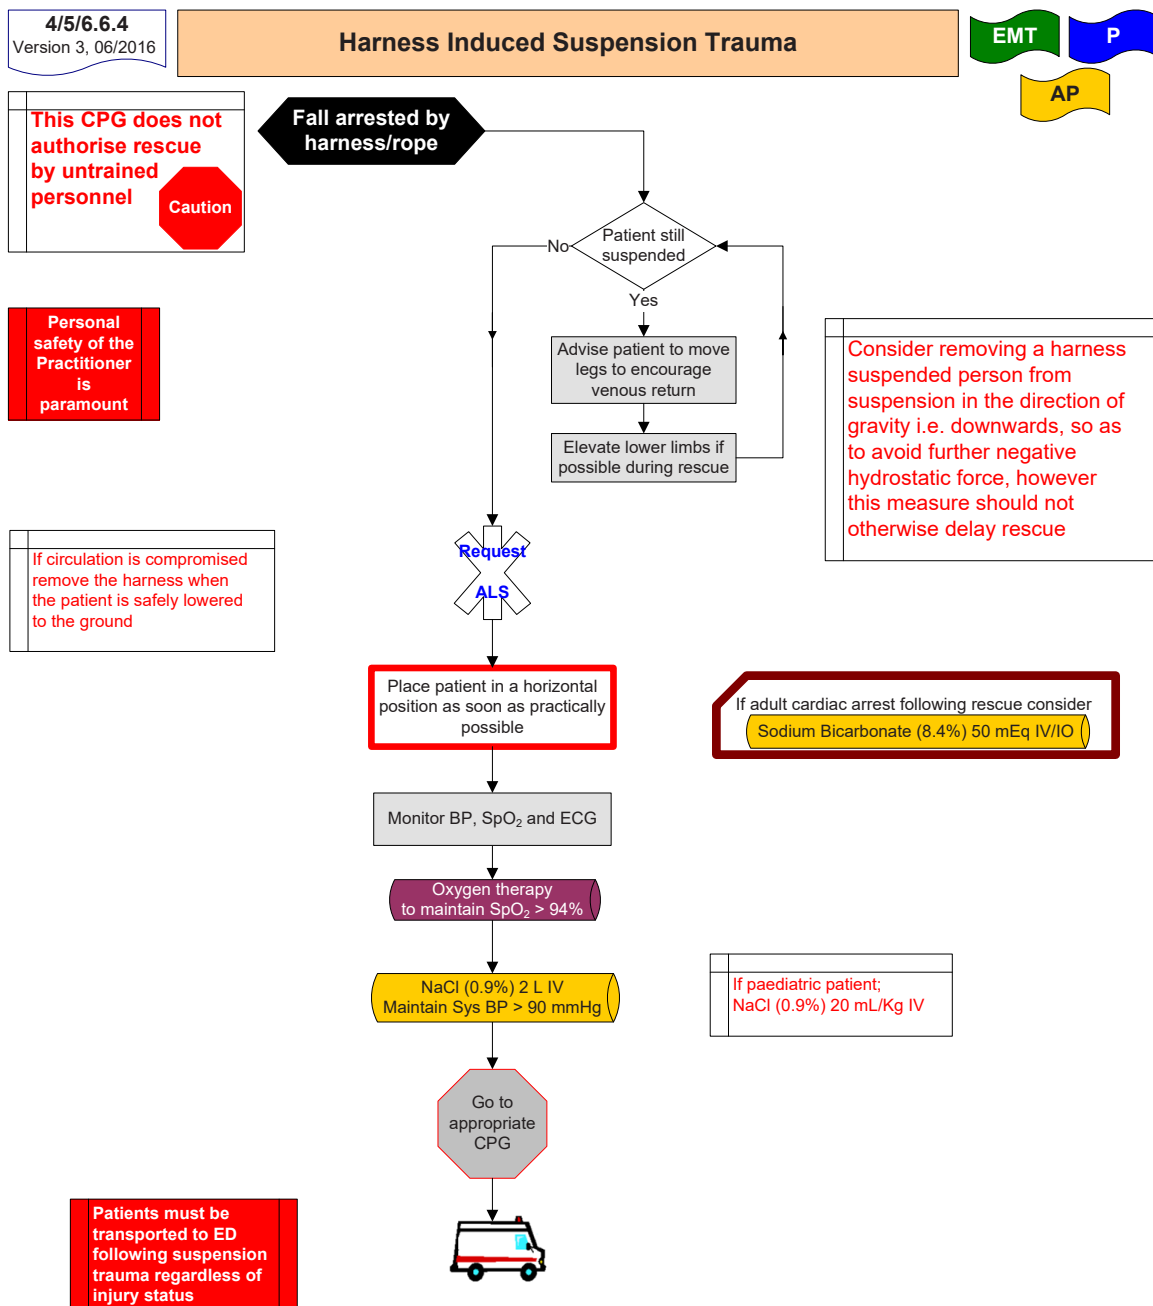 4/5/6.6.4
Version 3, 06/2016
Harness Induced Suspension Trauma
EMT
P
AP
This CPG does not
authorise rescue
by untrained
personnel
Caution
Fall arrested by
harness/rope
Patient still
suspended
No
Yes
Personal
safety of the
Practitioner
is
paramount
Advise patient to move
legs to encourage
venous return
Elevate lower limbs if
possible during rescue
Consider removing a harness
suspended person from
suspension in the direction of
gravity i.e. downwards, so as
to avoid further negative
hydrostatic force, however
this measure should not
otherwise delay rescue
If circulation is compromised
remove the harness when
the patient is safely lowered
to the ground
Request
ALS
Place patient in a horizontal
position as soon as practically
possible
If adult cardiac arrest following rescue consider
Sodium Bicarbonate (8.4%) 50 mEq IV/IO
Monitor BP, SpO₂ and ECG
Oxygen therapy
to maintain SpO₂ > 94%
NaCl (0.9%) 2 L IV
Maintain Sys BP > 90 mmHg
If paediatric patient;
NaCl (0.9%) 20 mL/Kg IV
Go to
appropriate
CPG
Patients must be
transported to ED
following suspension
trauma regardless of
injury status